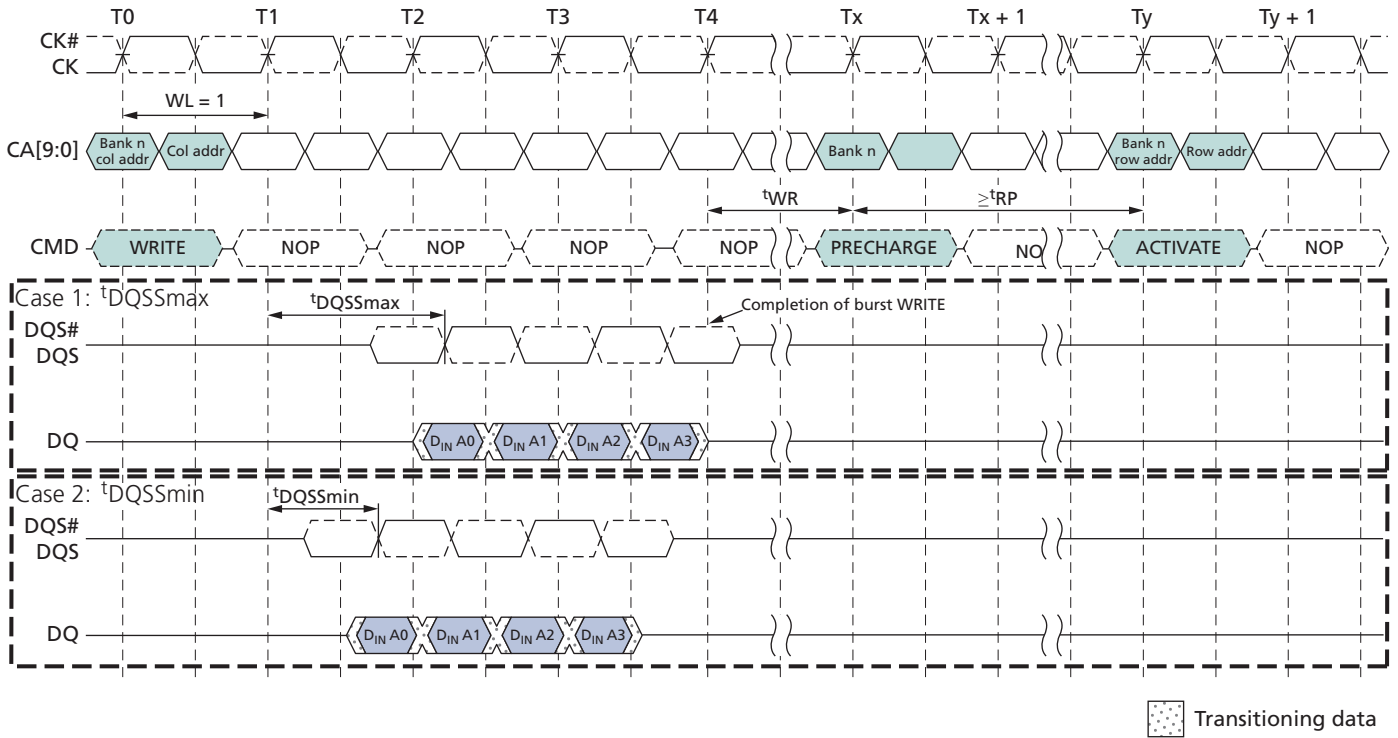 T0 T1 T2 T3 T4 Tx Tx + 1 Ty Ty + 1
CK#
CK
WL = 1
CA[9:0]
Bank n
col addr
Col addr
Bank n
Bank n
row addr
Row addr
tWR
≥tRP
CMD WRITE NOP NOP NOP NOP PRECHARGE NO ACTIVATE NOP
Case 1: tDQSSmax
tDQSSmax
Completion of burst WRITE
DQS#
DQS
DQ DIN A0 DIN A1 DIN A2 DIN A3
Case 2: tDQSSmin
tDQSSmin
DQS#
DQS
DQ DIN A0 DIN A1 DIN A2 DIN A3
Transitioning data